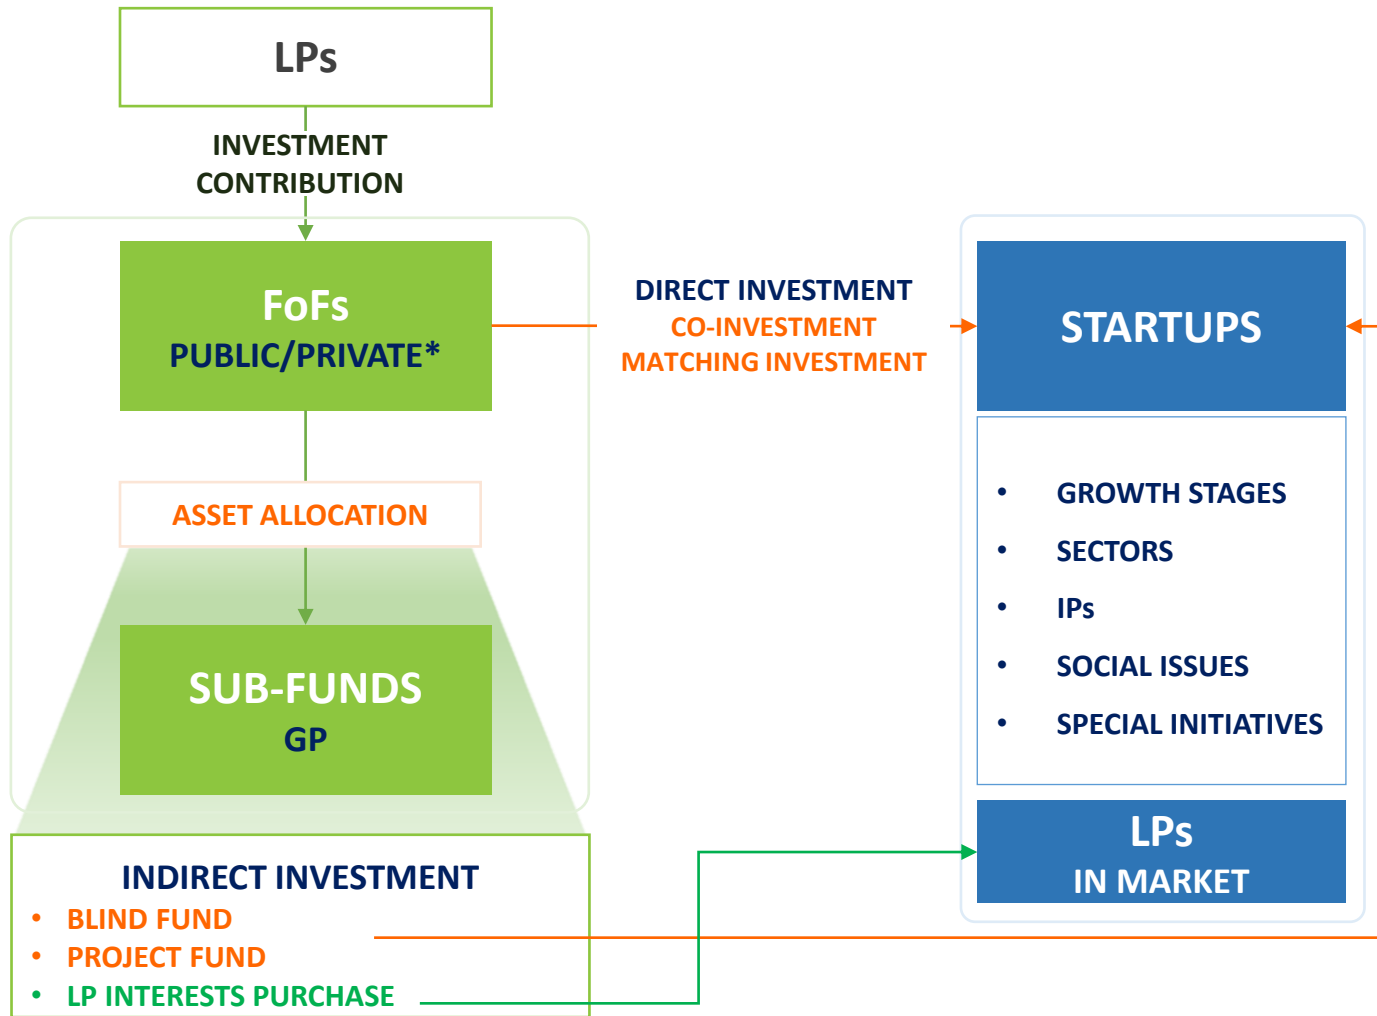 LPs
INVESTMENT
CONTRIBUTION
FoFs
PUBLIC/PRIVATE*
DIRECT INVESTMENT
CO-INVESTMENT
MATCHING INVESTMENT
STARTUPS
ASSET ALLOCATION
SUB-FUNDS
GP
• GROWTH STAGES
• SECTORS
• IPs
• SOCIAL ISSUES
• SPECIAL INITIATIVES
LPs
IN MARKET
INDIRECT INVESTMENT
• BLIND FUND
• PROJECT FUND
• LP INTERESTS PURCHASE